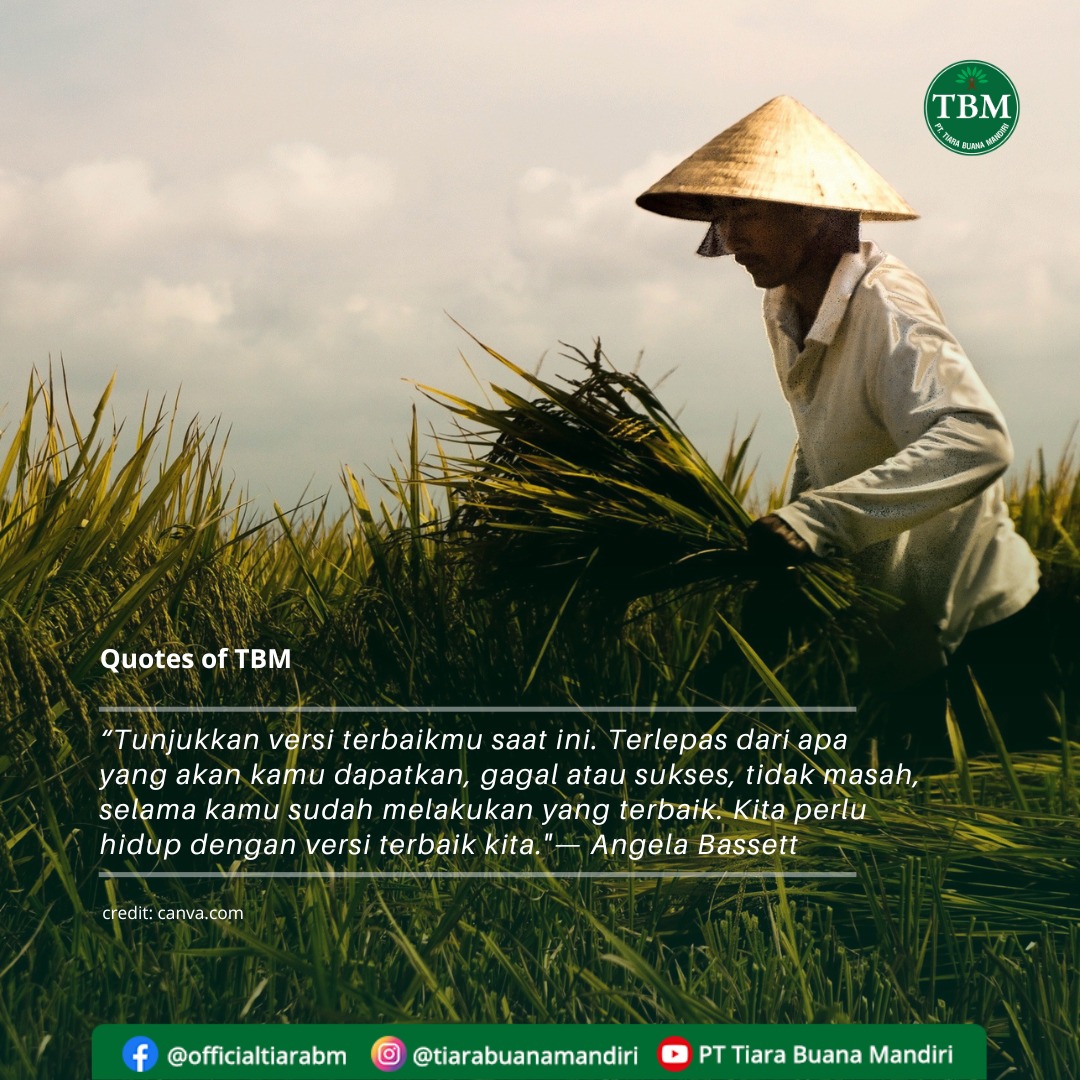 TBM
PT. TIARA BUANA MANDIRI
Quotes of TBM
“Tunjukkan versi terbaikmu saat ini. Terlepas dari apa
yang akan kamu dapatkan, gagal atau sukses, tidak masah,
selama kamu sudah melakukan yang terbaik. Kita perlu
hidup dengan versi terbaik kita."— Angela Bassett
credit: canva.com
@officialtiarabm @tiarabuanamandiri PT Tiara Buana Mandiri